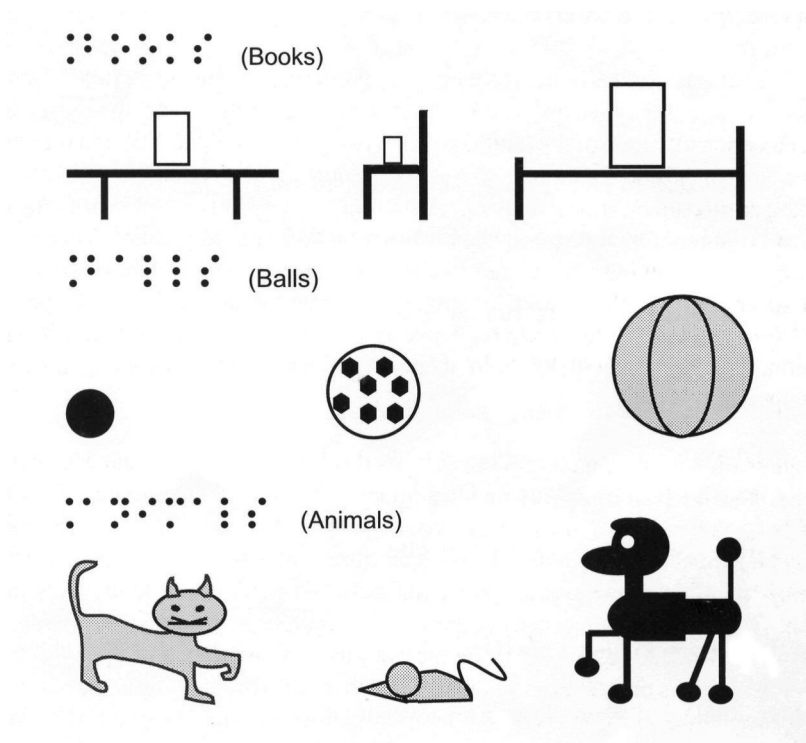 ⠨⠃⠕⠕⠅⠎ (Books)
⠨⠃⠁⠇⠇⠎ (Balls)
⠨⠁⠝⠊⠍⠁⠇⠎ (Animals)